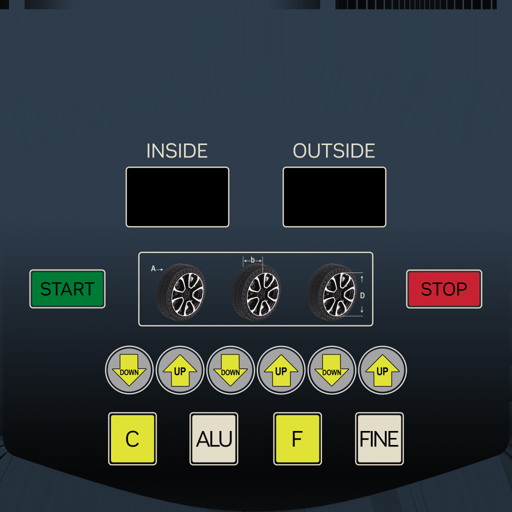 INSIDE OUTSIDE
A b D
START STOP
DOWN UP DOWN UP DOWN UP
C ALU F FINE